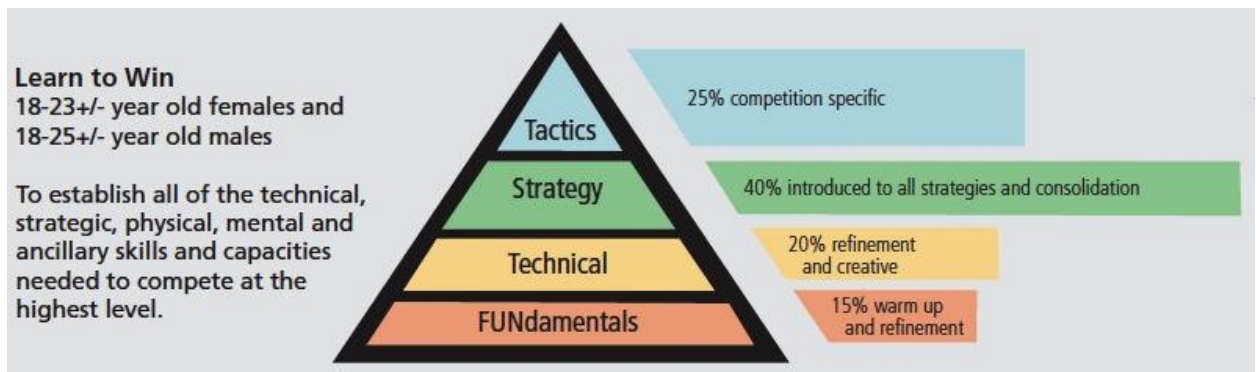 Learn to Win
18-23+/- year old females and
18-25+/- year old males
To establish all of the technical,
strategic, physical, mental and
ancillary skills and capacities
needed to compete at the
highest level.
Tactics
25% competition specific
Strategy
40% introduced to all strategies and consolidation
Technical
20% refinement
and creative
FUNdamentals
15% warm up
and refinement